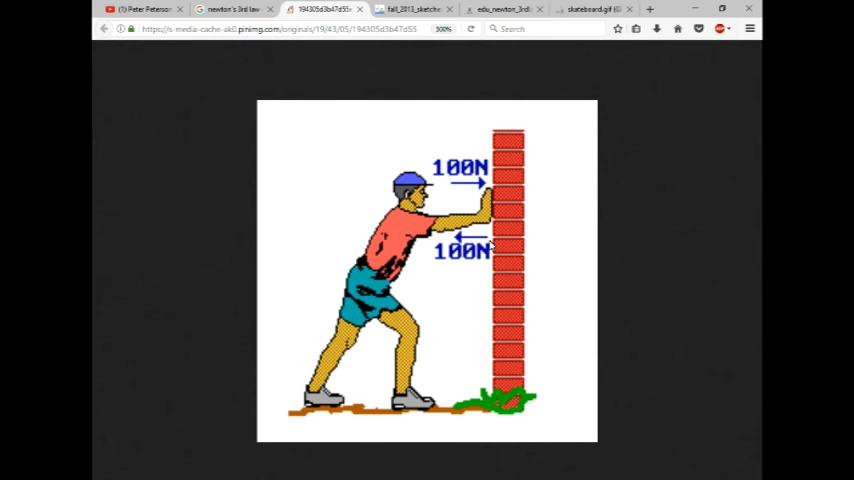 (1) Peter Peterson
newton's 3rd law
194305d3b47d55
fall_2013_sketche
edu_newton_3rdl
skateboard.gif (
https://s-media-cache-ak0.pinimg.com/originals/19/43/05/194305d3b47d55
300%
Search
100N
100N